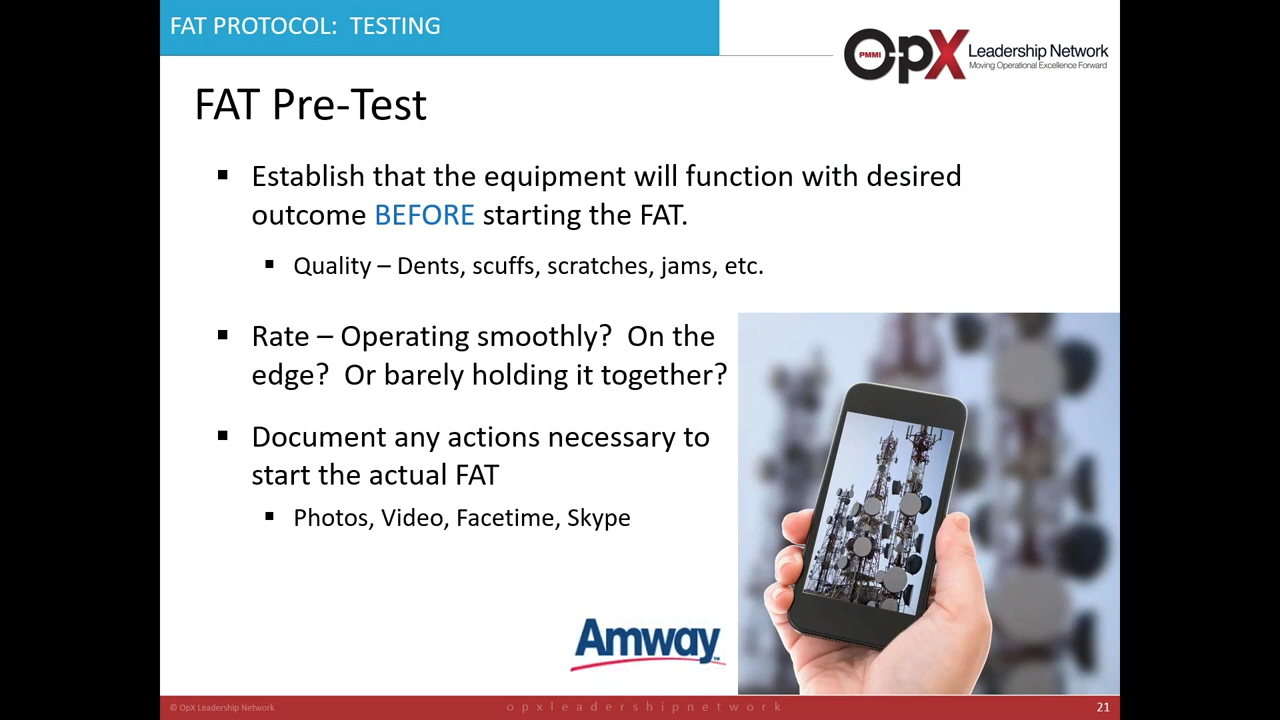 FAT PROTOCOL: TESTING
PMMI
OpX
Leadership Network
Moving Operational Excellence Forward
FAT Pre-Test
▪ Establish that the equipment will function with desired
outcome BEFORE starting the FAT.
▪ Quality – Dents, scuffs, scratches, jams, etc.
▪ Rate – Operating smoothly? On the
edge? Or barely holding it together?
▪ Document any actions necessary to
start the actual FAT
▪ Photos, Video, Facetime, Skype
Amway™
© OpX Leadership Network
opxleadershipnetwork
21